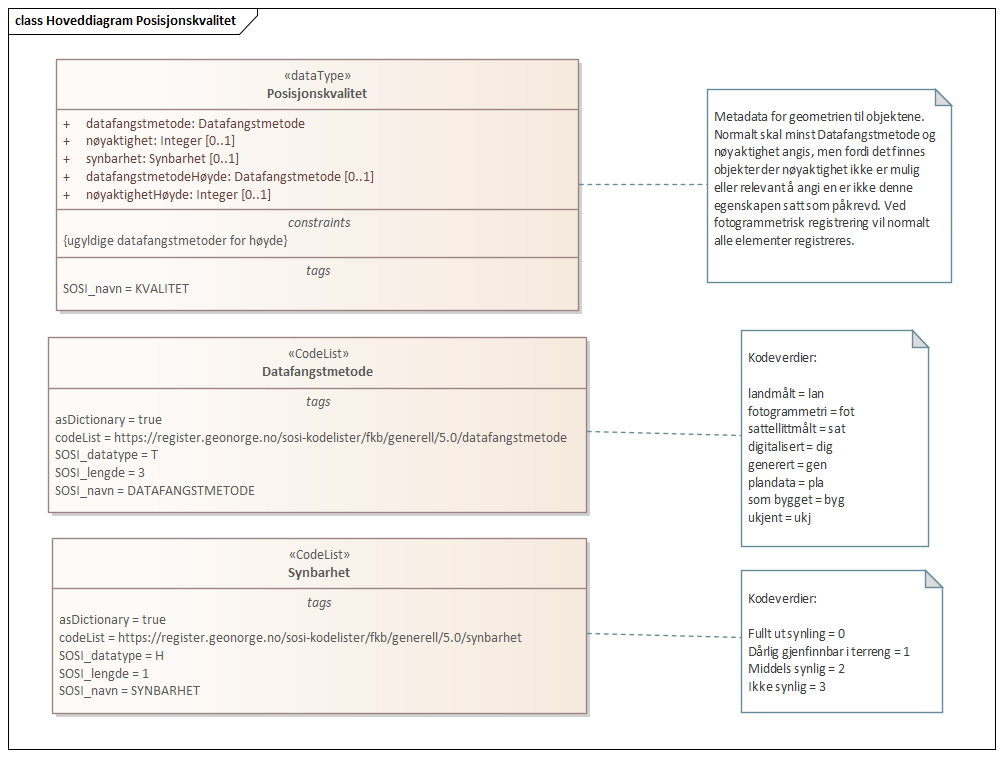 class Hoveddiagram Posisjonskvalitet
«dataType»
Posisjonskvalitet
+ datafangstmetode: Datafangstmetode
+ nøyaktighet: Integer [0..1]
+ synbarhet: Synbarhet [0..1]
+ datafangstmetodeHøyde: Datafangstmetode [0..1]
+ nøyaktighetHøyde: Integer [0..1]
constraints
{ugyldige datafangstmetoder for høyde}
tags
SOSI_navn = KVALITET
Metadata for geometrien til objektene.
Normalt skal minst Datafangstmetode og
nøyaktighet angis, men fordi det finnes
objekter der nøyaktighet ikke er mulig
eller relevant å angi en er ikke denne
egenskapen satt som påkrevd. Ved
fotogrammetrisk registrering vil normalt
alle elementer registreres.
«CodeList»
Datafangstmetode
tags
asDictionary = true
codeList = https://register.geonorge.no/sosi-kodelister/fkb/generell/5.0/datafangstmetode
SOSI_datatype = T
SOSI_lengde = 3
SOSI_navn = DATAFANGSTMETODE
Kodeverdier:
landmålt = lan
fotogrammetri = fot
sattellittmålt = sat
digitalisert = dig
generert = gen
plandata = pla
som bygget = byg
ukjent = ukj
«CodeList»
Synbarhet
tags
asDictionary = true
codeList = https://register.geonorge.no/sosi-kodelister/fkb/generell/5.0/synbarhet
SOSI_datatype = H
SOSI_lengde = 1
SOSI_navn = SYNBARHET
Kodeverdier:
Fullt ut synling = 0
Dårlig gjenfinnbar i terreng = 1
Middels synlig = 2
Ikke synlig = 3